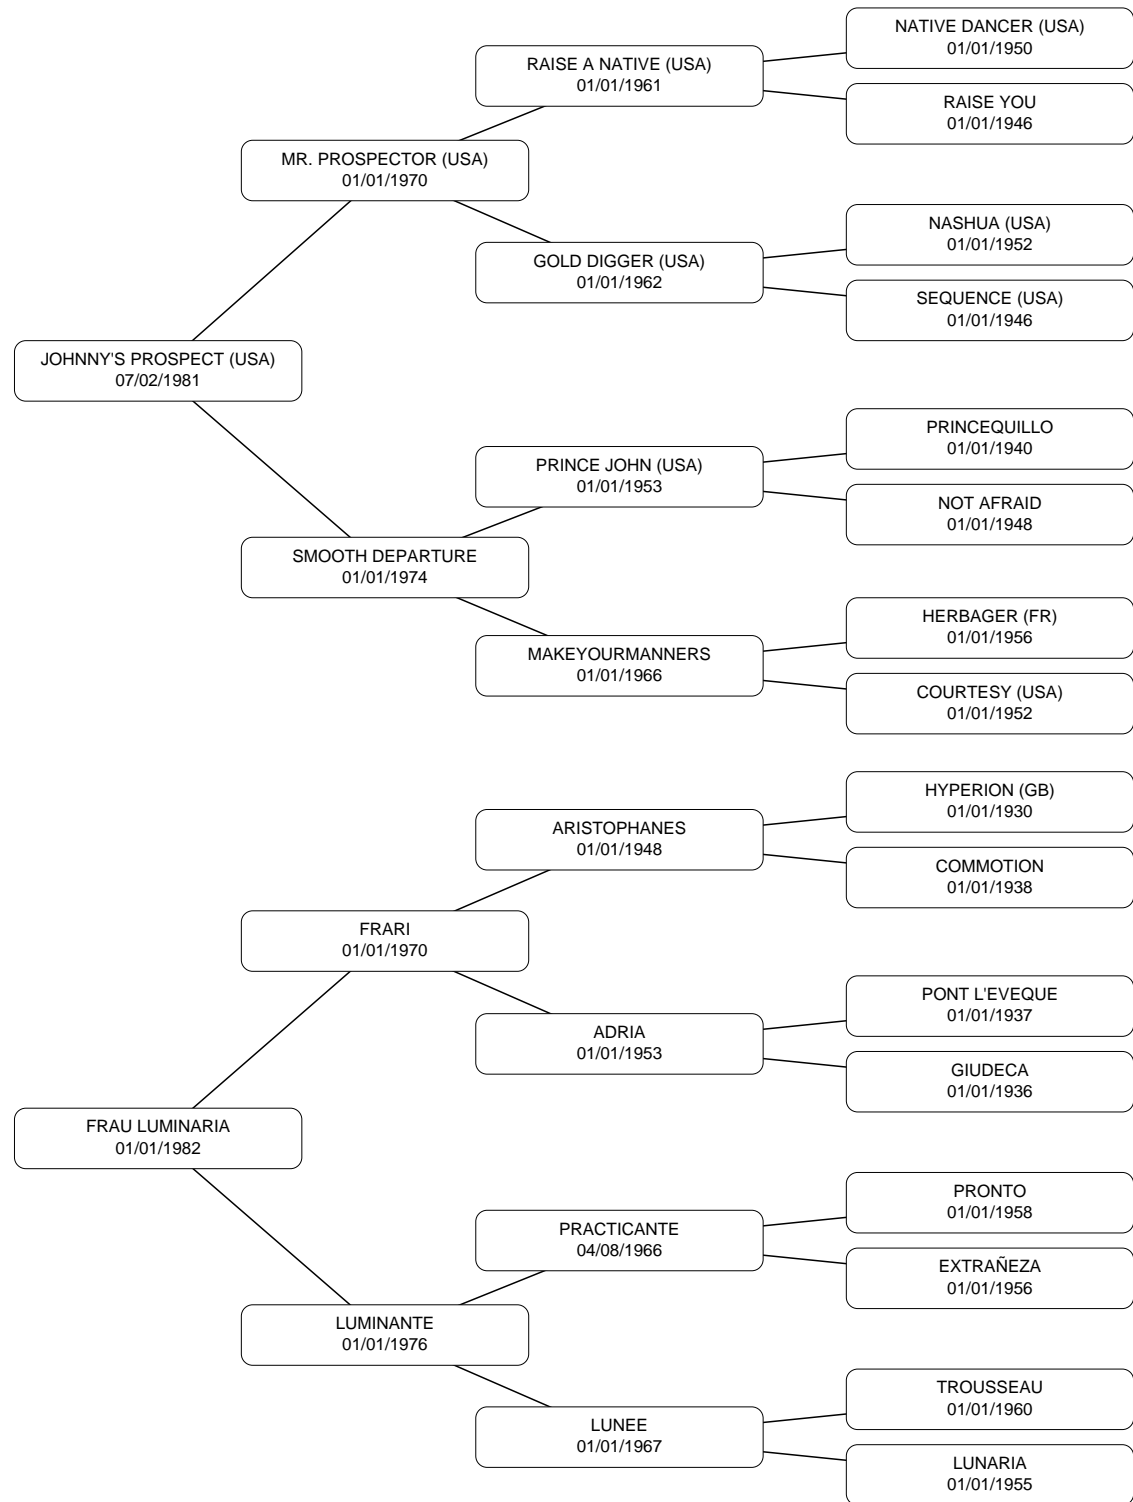 NATIVE DANCER (USA)
01/01/1950
RAISE A NATIVE (USA)
01/01/1961
RAISE YOU
01/01/1946
MR. PROSPECTOR (USA)
01/01/1970
NASHUA (USA)
01/01/1952
GOLD DIGGER (USA)
01/01/1962
SEQUENCE (USA)
01/01/1946
JOHNNY'S PROSPECT (USA)
07/02/1981
PRINCEQUILLO
01/01/1940
PRINCE JOHN (USA)
01/01/1953
NOT AFRAID
01/01/1948
SMOOTH DEPARTURE
01/01/1974
HERBAGER (FR)
01/01/1956
MAKEYOURMANNERS
01/01/1966
COURTESY (USA)
01/01/1952
HYPERION (GB)
01/01/1930
ARISTOPHANES
01/01/1948
COMMOTION
01/01/1938
FRARI
01/01/1970
PONT L'EVEQUE
01/01/1937
ADRIA
01/01/1953
GIUDECA
01/01/1936
FRAU LUMINARIA
01/01/1982
PRONTO
01/01/1958
PRACTICANTE
04/08/1966
EXTRAÑEZA
01/01/1956
LUMINANTE
01/01/1976
TROUSSEAU
01/01/1960
LUNEE
01/01/1967
LUNARIA
01/01/1955